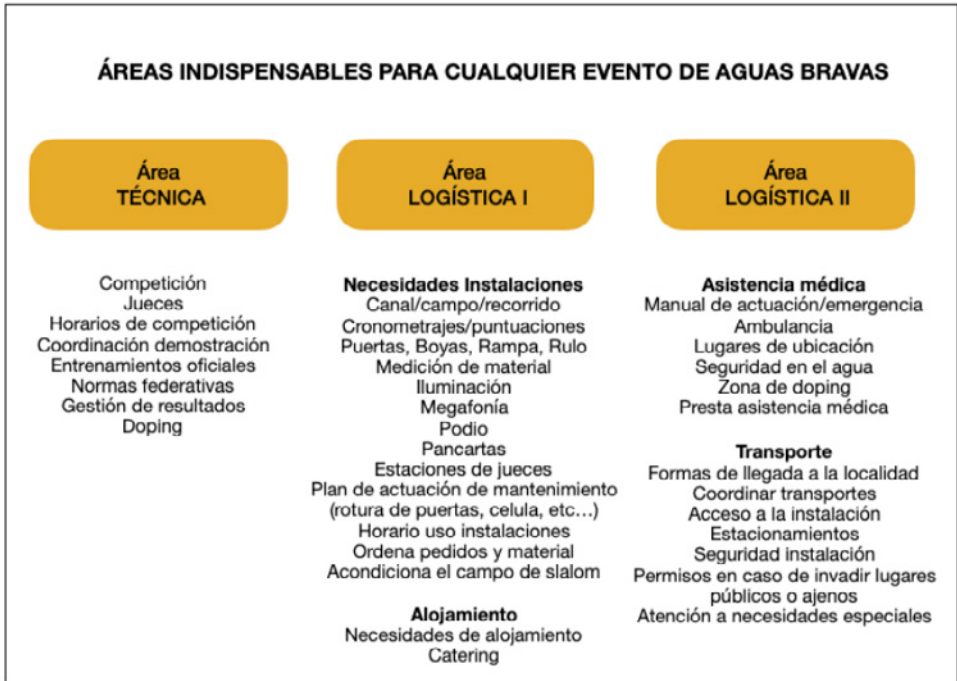 ÁREAS INDISPENSABLES PARA CUALQUIER EVENTO DE AGUAS BRAVAS
Área
TÉCNICA
Competición
Jueces
Horarios de competición
Coordinación demostración
Entrenamientos oficiales
Normas federativas
Gestión de resultados
Doping
Área
LOGÍSTICA I
Necesidades Instalaciones
Canal/campo/recorrido
Cronometrajes/puntuaciones
Puertas, Boyas, Rampa, Rulo
Medición de material
Iluminación
Megafonía
Podio
Pancartas
Estaciones de jueces
Plan de actuación de mantenimiento
(rotura de puertas, celula, etc...)
Horario uso instalaciones
Ordena pedidos y material
Acondiciona el campo de slalom
Alojamiento
Necesidades de alojamiento
Catering
Área
LOGÍSTICA II
Asistencia médica
Manual de actuación/emergencia
Ambulancia
Lugares de ubicación
Seguridad en el agua
Zona de doping
Presta asistencia médica
Transporte
Formas de llegada a la localidad
Coordinar transportes
Acceso a la instalación
Estacionamientos
Seguridad instalación
Permisos en caso de invadir lugares
públicos o ajenos
Atención a necesidades especiales